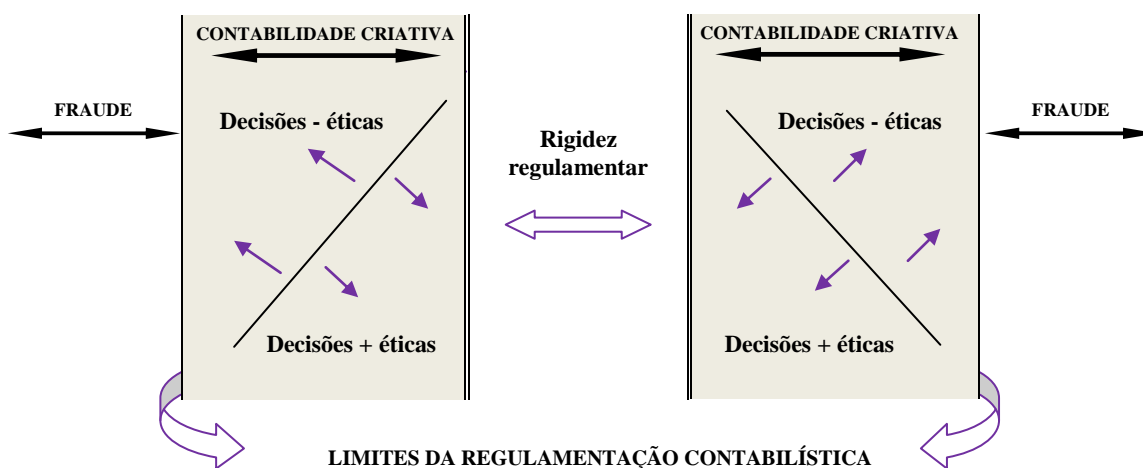 CONTABILIDADE CRIATIVA
CONTABILIDADE CRIATIVA
FRAUDE
FRAUDE
Decisões - éticas
Decisões - éticas
Rigidez
regulamentar
Decisões + éticas
Decisões + éticas
LIMITES DA REGULAMENTAÇÃO CONTABILÍSTICA